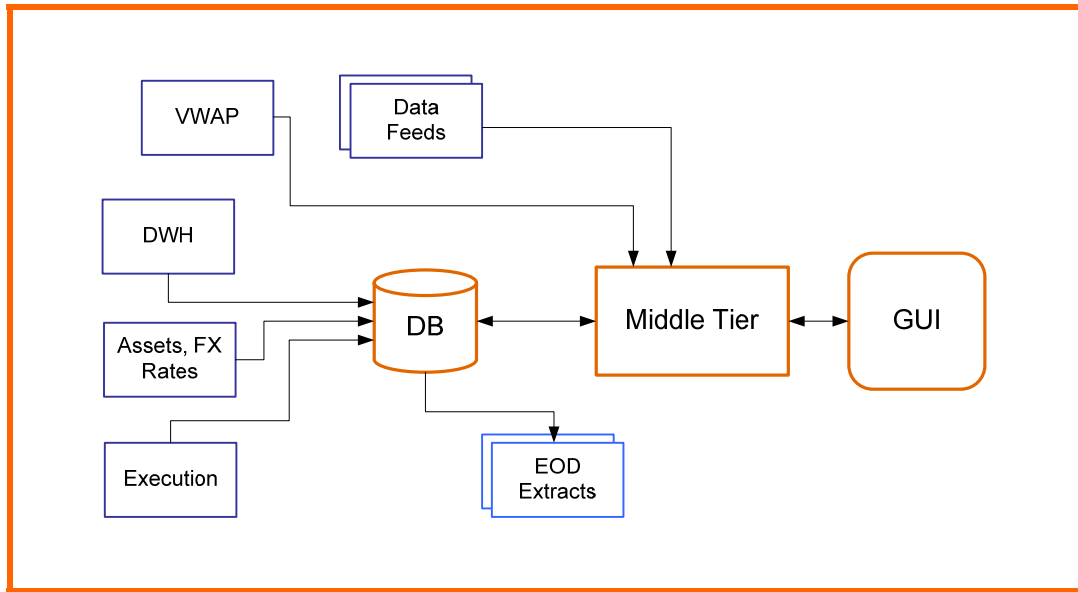 VWAP
Data
Feeds
DWH
DB
Middle Tier
GUI
Assets, FX
Rates
Execution
EOD
Extracts